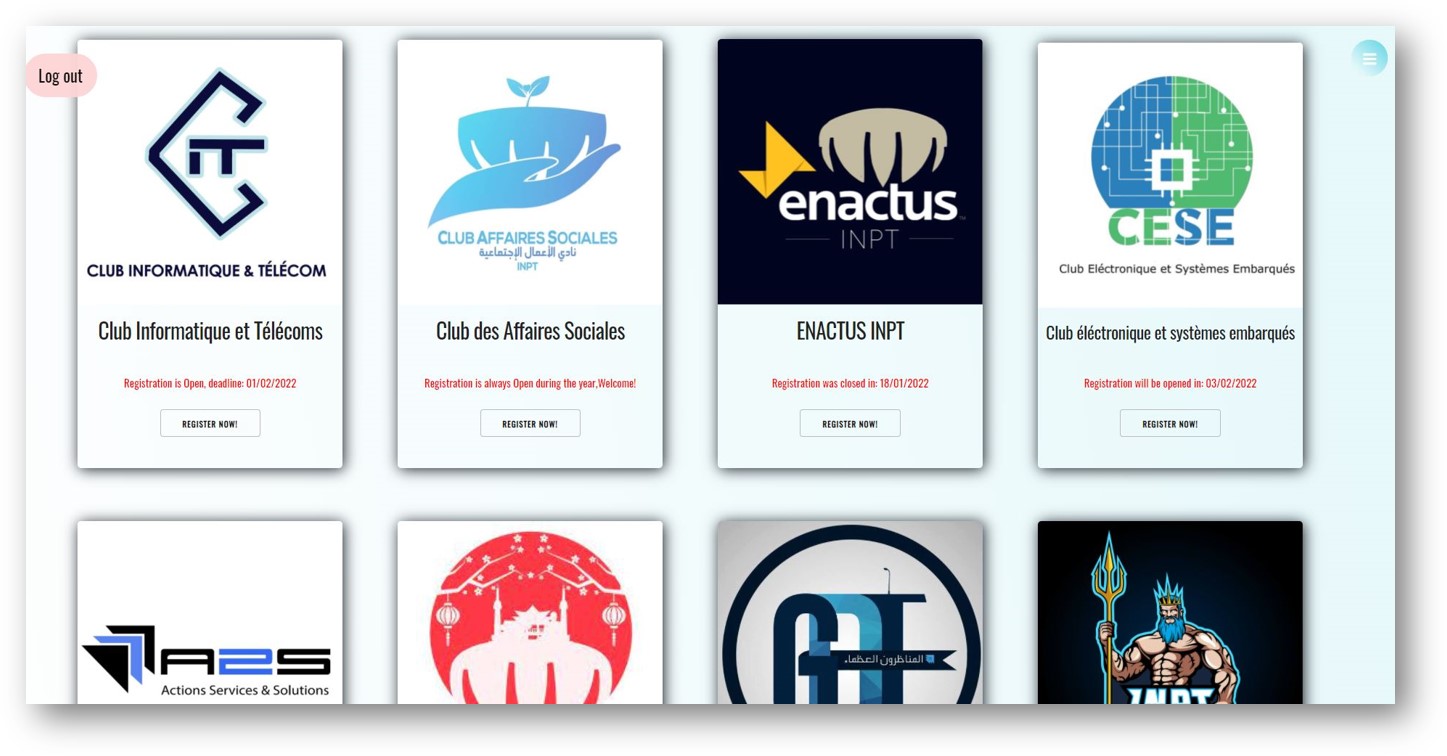 Log out
CIT
CLUB INFORMATIQUE & TÉLÉCOM
Club Informatique et Télécoms
Registration is Open, deadline: 01/02/2022
REGISTER NOW!
CLUB AFFAIRES SOCIALES
نادي الأعمال الإجتماعية
INPT
Club des Affaires Sociales
Registration is always Open during the year,Welcome!
REGISTER NOW!
enactus
INPT
ENACTUS INPT
Registration was closed in: 18/01/2022
REGISTER NOW!
CESE
Club Eléctronique et Systèmes Embarqués
Club éléctronique et systèmes embarqués
Registration will be opened in: 03/02/2022
REGISTER NOW!
A2S
Actions Services & Solutions
المناظرون العظماء
INPT